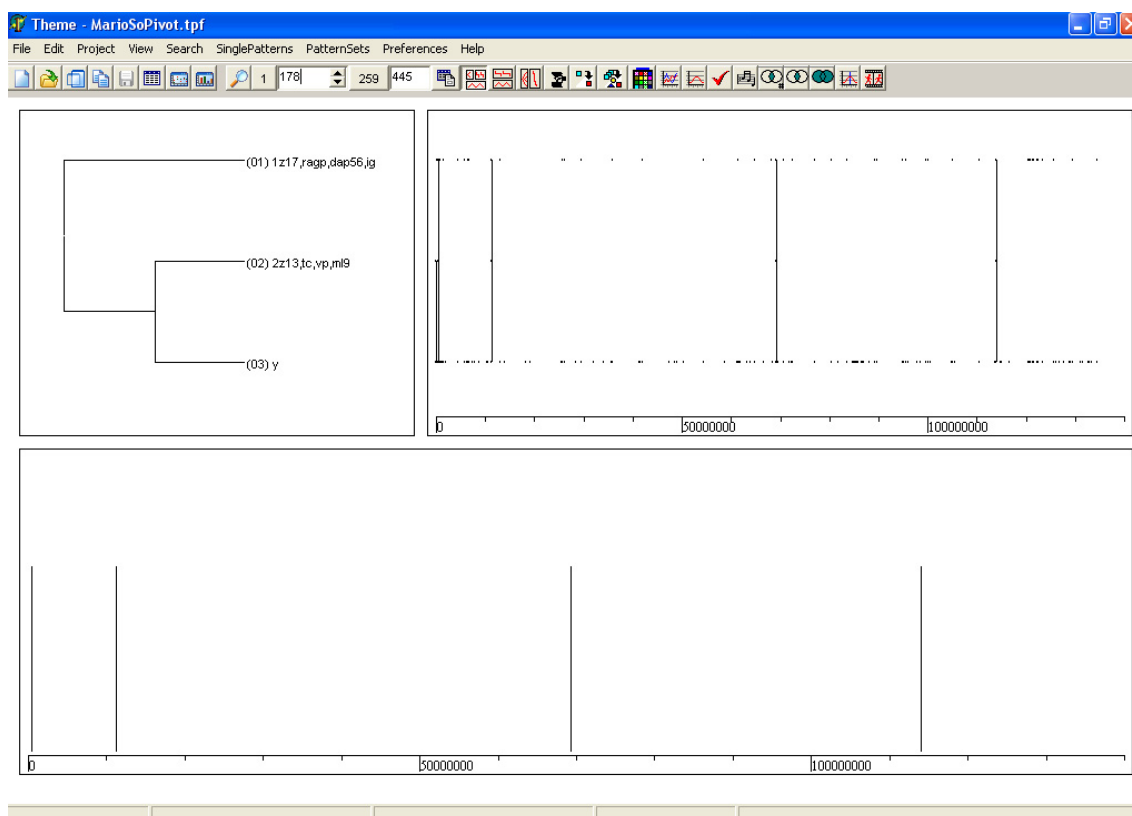 Theme - MarioSoPivot.tpf
File Edit Project View Search SinglePatterns PatternSets Preferences Help
1 178 259 445
(01) 1z17,ragp,dap56,ig
(02) 2z13,tc,vp,ml9
(03) y
0 50000000 100000000
0 50000000 100000000